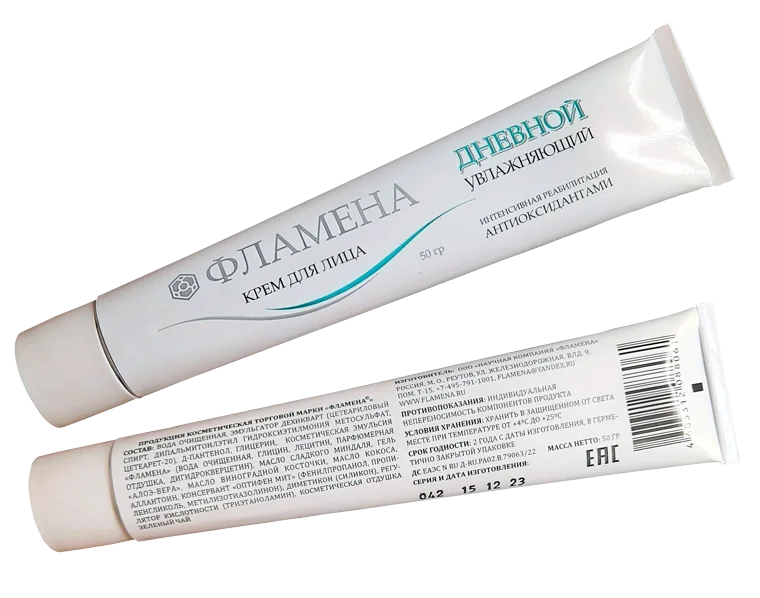 ФЛАМЕНА
КРЕМ ДЛЯ ЛИЦА
50 гр
ДНЕВНОЙ
УВЛАЖНЯЮЩИЙ
ИНТЕНСИВНАЯ РЕАБИЛИТАЦИЯ
АНТИОКСИДАНТАМИ
ПРОДУКЦИЯ КОСМЕТИЧЕСКАЯ ТОРГОВОЙ МАРКИ «ФЛАМЕНА».
СОСТАВ: ВОДА ОЧИЩЕННАЯ, ЭМУЛЬГАТОР ДЕХИКВАРТ (ЦЕТЕАРИЛОВЫЙ
СПИРТ, ДИПАЛЬМИТОИЛЭТИЛ ГИДРОКСИЭТИЛМОНИЯ МЕТОСУЛЬФАТ,
ЦЕТЕАРЕТ-20), Д-ПАНТЕНОЛ, ГЛИЦЕРИН, КОСМЕТИЧЕСКАЯ ЭМУЛЬСИЯ
«ФЛАМЕНА» (ВОДА ОЧИЩЕННАЯ, ГЛИЦИН, ЛЕЦИТИН, ПАРФЮМЕРНАЯ
ОТДУШКА, ДИГИДРОКВЕРЦЕТИН), МАСЛО СЛАДКОГО МИНДАЛЯ, ГЕЛЬ
«АЛОЭ-ВЕРА», МАСЛО ВИНОГРАДНОЙ КОСТОЧКИ, МАСЛО КОКОСА,
АЛЛАНТОИН, КОНСЕРВАНТ «ОПТИФЕН МИТ» (ФЕНИЛПРОПАНОЛ, ПРОПИ-
ЛЕНГЛИКОЛЬ, МЕТИЛИЗОТИАЗОЛИНОН), ДИМЕТИКОН (СИЛИКОН), РЕГУ-
ЛЯТОР КИСЛОТНОСТИ (ТРИЭТАНОЛАМИН), КОСМЕТИЧЕСКАЯ ОТДУШКА
ЗЕЛЕНЫЙ ЧАЙ.
ИЗГОТОВИТЕЛЬ: ООО «НАУЧНАЯ КОМПАНИЯ «ФЛАМЕНА»
РОССИЯ, М. О., РЕУТОВ, УЛ. ЖЕЛЕЗНОДОРОЖНАЯ, ВЛД. 9,
ПОМ. Т-15, +7-495-791-1001, FLAMENA@YANDEX.RU
WWW.FLAMENA.RU
ПРОТИВОПОКАЗАНИЯ: ИНДИВИДУАЛЬНАЯ
НЕПЕРЕНОСИМОСТЬ КОМПОНЕНТОВ ПРОДУКТА
УСЛОВИЯ ХРАНЕНИЯ: ХРАНИТЬ В ЗАЩИЩЕННОМ ОТ СВЕТА
МЕСТЕ ПРИ ТЕМПЕРАТУРЕ ОТ +4ºС ДО +25ºС
СРОК ГОДНОСТИ: 2 ГОДА С ДАТЫ ИЗГОТОВЛЕНИЯ, В ГЕРМЕ-
ТИЧНО ЗАКРЫТОЙ УПАКОВКЕ
МАССА НЕТТО: 50 ГР
ДС ЕАЭС N RU Д-RU.РА02.В.79063/22
СЕРИЯ И ДАТА ИЗГОТОВЛЕНИЯ:
042 15 12 23
EAC